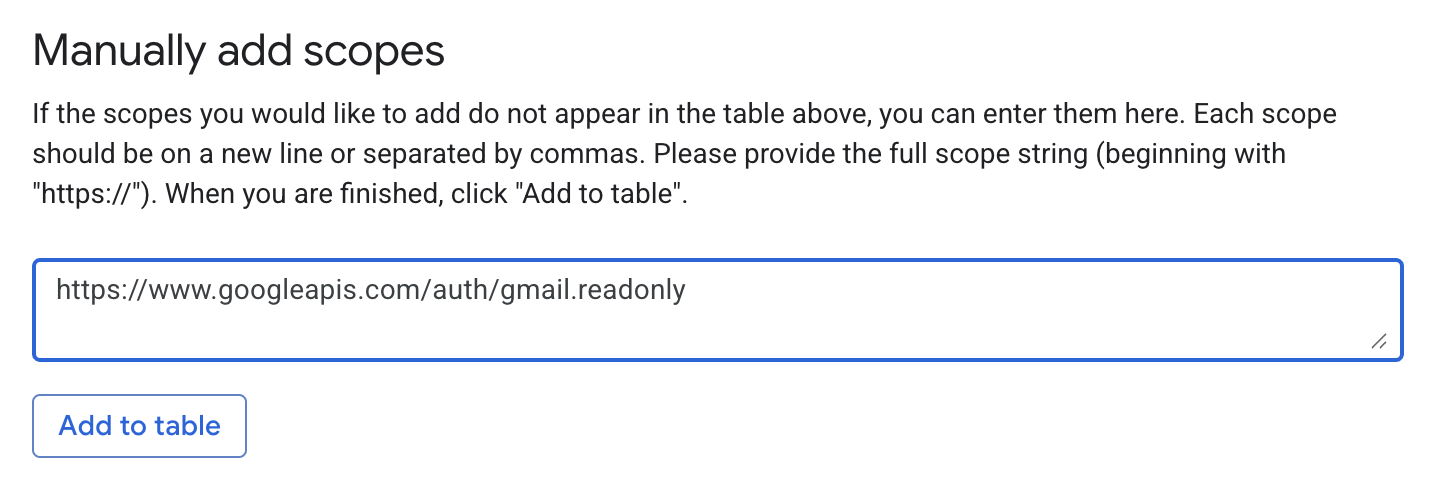 Manually add scopes
If the scopes you would like to add do not appear in the table above, you can enter them here. Each scope
should be on a new line or separated by commas. Please provide the full scope string (beginning with
"https://"). When you are finished, click "Add to table".
https://www.googleapis.com/auth/gmail.readonly
Add to table